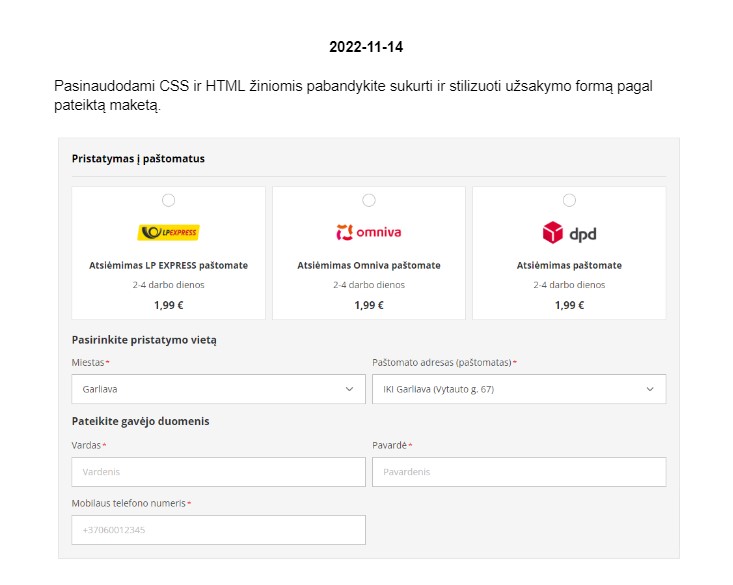 2022-11-14
Pasinaudodami CSS ir HTML žiniomis pabandykite sukurti ir stilizuoti užsakymo formą pagal
pateiktą maketą.
Pristatymas į paštomatus
LPEXPRESS omniva dpd
Atsiėmimas LP EXPRESS paštomate Atsiėmimas Omniva paštomate Atsiėmimas paštomate
2-4 darbo dienos 2-4 darbo dienos 2-4 darbo dienos
1,99 € 1,99 € 1,99 €
Pasirinkite pristatymo vietą
Miestas* Paštomato adresas (paštomatas)*
Garliava IKI Garliava (Vytauto g. 67)
Pateikite gavėjo duomenis
Vardas* Pavardė*
Vardenis Pavardenis
Mobilaus telefono numeris*
+37060012345